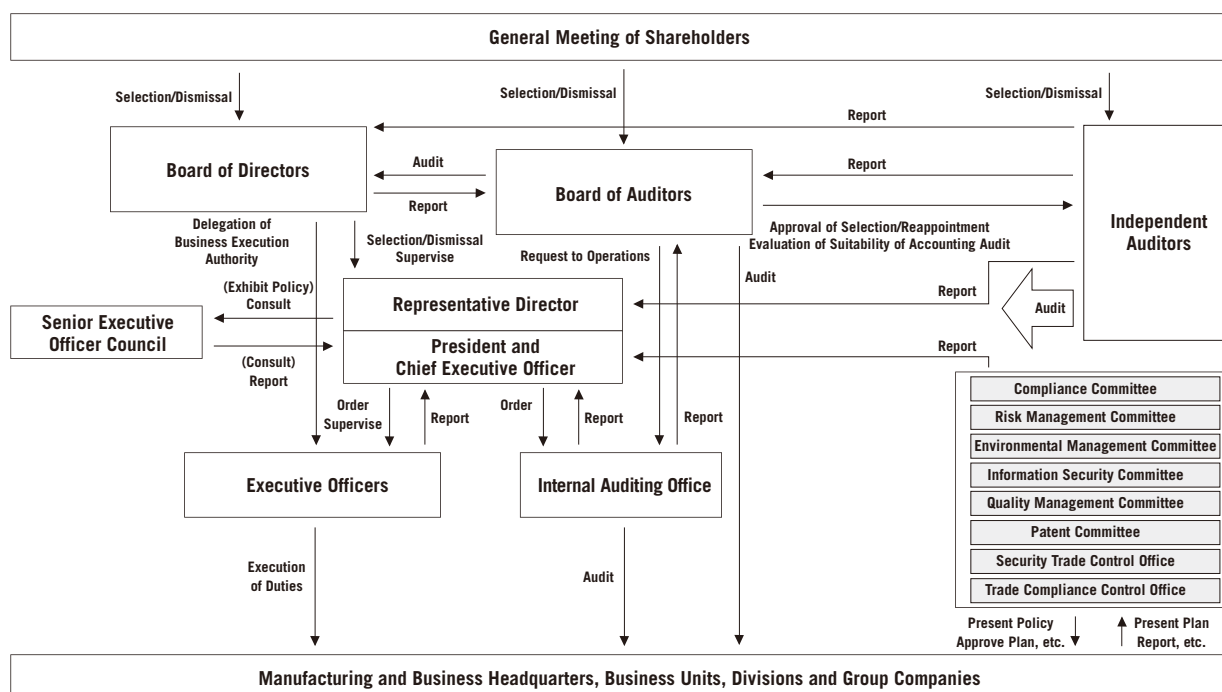 General Meeting of Shareholders
Selection/Dismissal
Selection/Dismissal
Selection/Dismissal
Report
Board of Directors
Audit
Report
Board of Auditors
Report
Independent
Auditors
Delegation of
Business Execution
Authority
Selection/Dismissal
Supervise
Request to Operations
Approval of Selection/Reappointment
Evaluation of Suitability of Accounting Audit
Audit
(Exhibit Policy)
Consult
Representative Director
Report
Audit
Senior Executive
Officer Council
President and
Chief Executive Officer
Report
(Consult)
Report
Order
Supervise
Report
Order
Report
Report
Compliance Committee
Risk Management Committee
Environmental Management Committee
Information Security Committee
Quality Management Committee
Patent Committee
Security Trade Control Office
Trade Compliance Control Office
Executive Officers
Internal Auditing Office
Execution
of Duties
Audit
Present Policy
Approve Plan, etc.
Present Plan
Report, etc.
Manufacturing and Business Headquarters, Business Units, Divisions and Group Companies